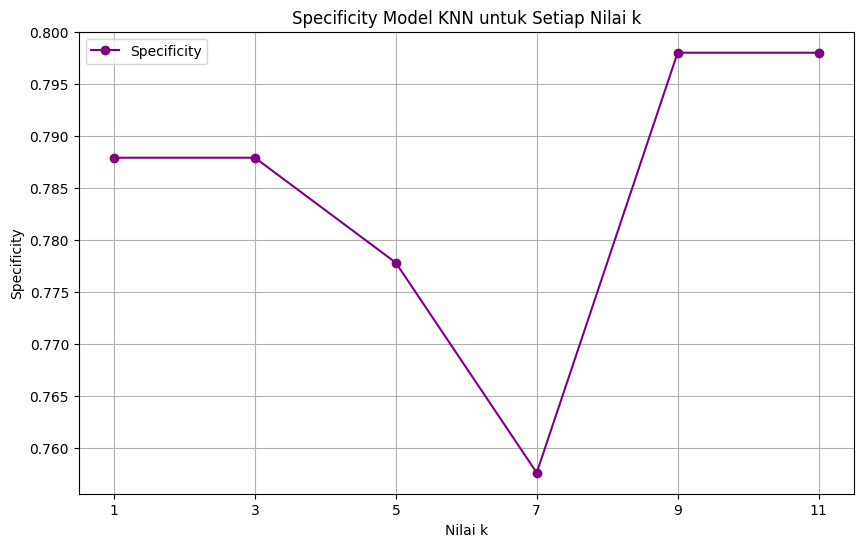 Specificity Model KNN untuk Setiap Nilai k
Specificity
0.800
0.795
0.790
0.785
0.780
0.775
0.770
0.765
0.760
Specificity
1 3 5 7 9 11
Nilai k